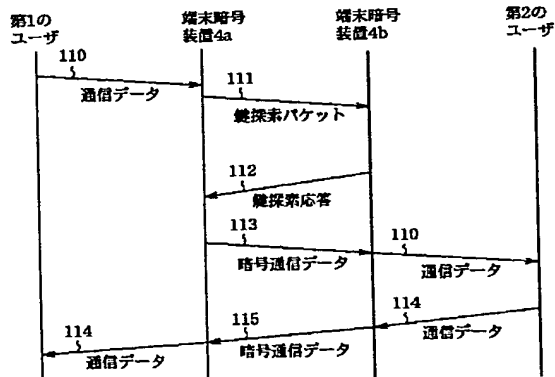 第1の
ユーザ
端末暗号
装置4a
端末暗号
装置4b
第2の
ユーザ
110
通信データ
111
鍵探索パケット
112
鍵探索応答
113
暗号通信データ
110
通信データ
114
通信データ
115
暗号通信データ
114
通信データ